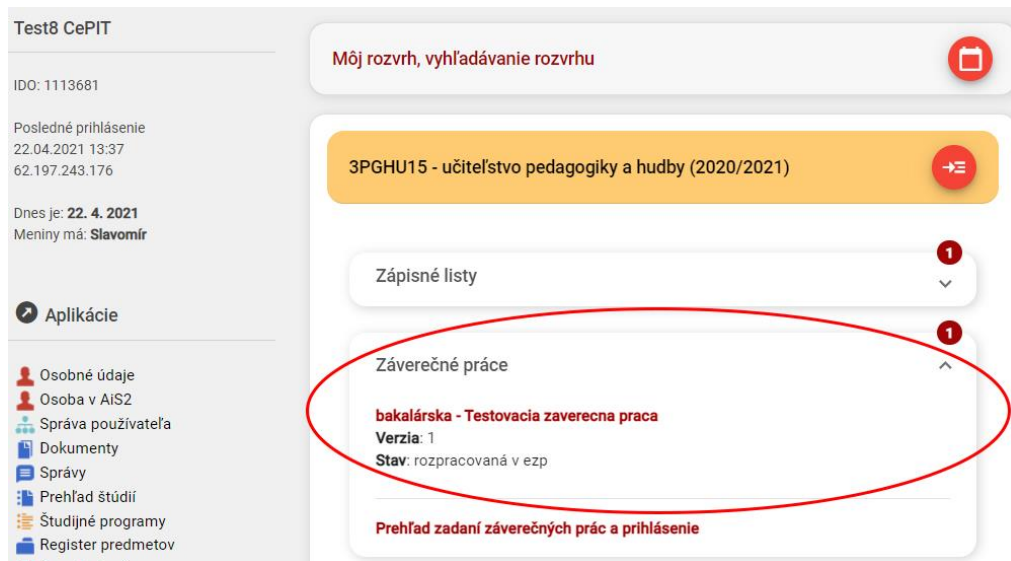 Test8 CePIT
IDO: 1113681
Posledné prihlásenie
22.04.2021 13:37
62.197.243.176
Dnes je: 22. 4. 2021
Meniny má: Slavomír
Aplikácie
Osobné údaje
Osoba v AiS2
Správa používateľa
Dokumenty
Správy
Prehľad štúdií
Študijné programy
Register predmetov
Môj rozvrh, vyhľadávanie rozvrhu
3PGHU15 - učiteľstvo pedagogiky a hudby (2020/2021)
1
Zápisné listy
1
Záverečné práce
bakalárska - Testovacia zaverecna praca
Verzia: 1
Stav: rozpracovaná v ezp
Prehľad zadaní záverečných prác a prihlásenie